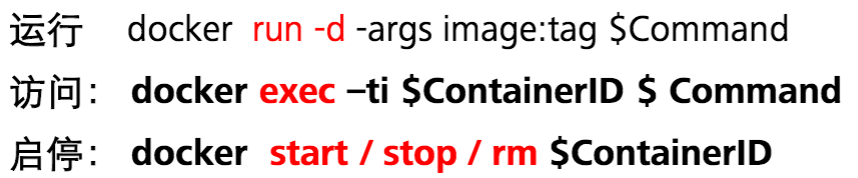 运行 docker run -d -args image:tag $Command
访问： docker exec –ti $ContainerID $ Command
启停： docker start / stop / rm $ContainerID